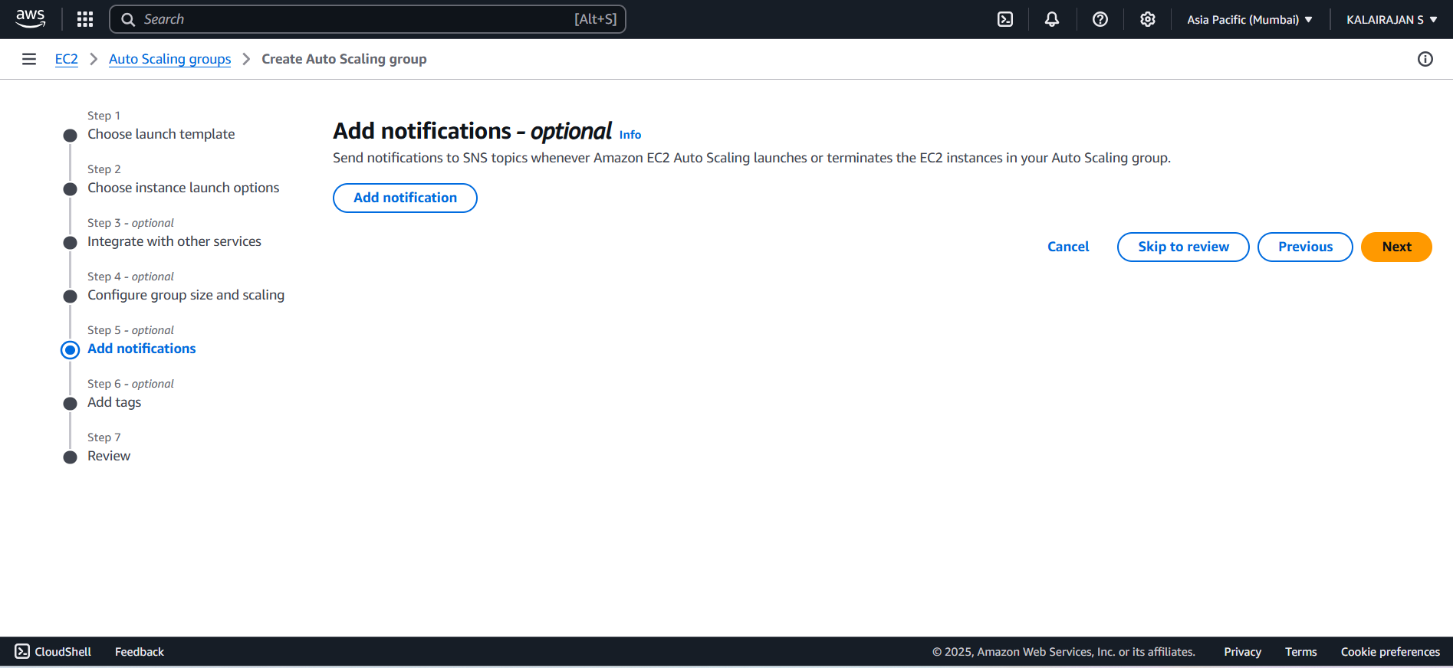 aws
Search [Alt+S]
Asia Pacific (Mumbai)
KALAIRAJAN S
EC2 Auto Scaling groups Create Auto Scaling group
Step 1
Choose launch template
Step 2
Choose instance launch options
Step 3 - optional
Integrate with other services
Step 4 - optional
Configure group size and scaling
Step 5 - optional
Add notifications
Step 6 - optional
Add tags
Step 7
Review
Add notifications - optional Info
Send notifications to SNS topics whenever Amazon EC2 Auto Scaling launches or terminates the EC2 instances in your Auto Scaling group.
Add notification
Cancel Skip to review Previous Next
CloudShell Feedback © 2025, Amazon Web Services, Inc. or its affiliates. Privacy Terms Cookie preferences